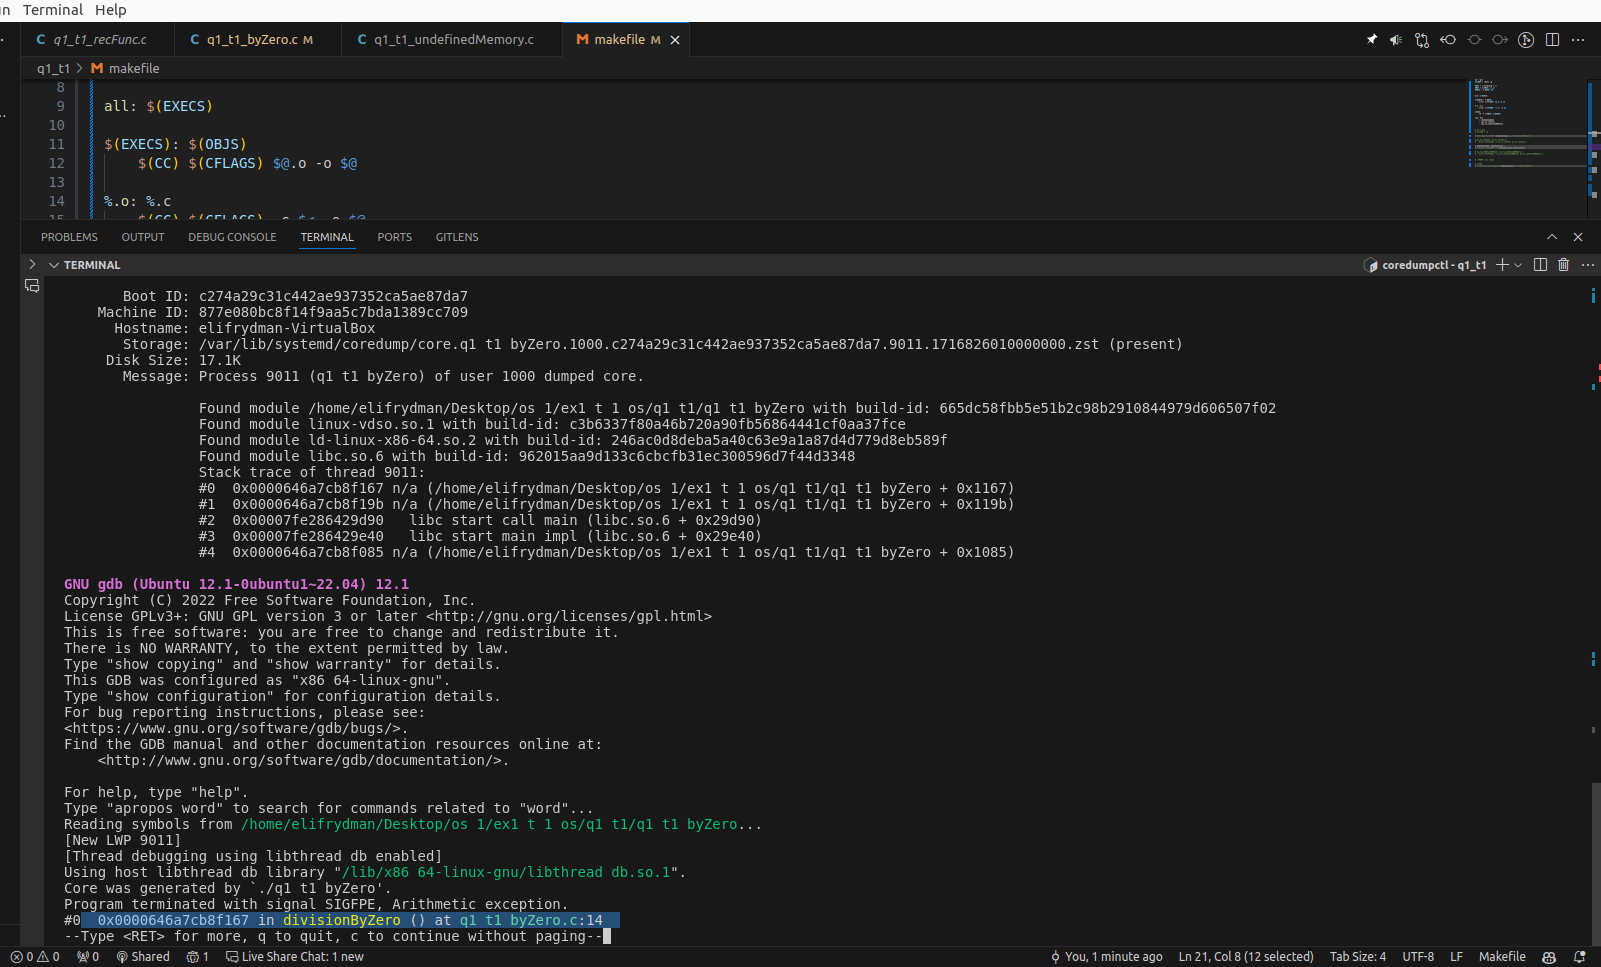 Terminal Help
C q1_t1_recFunc.c
C q1_t1_byZero.c M
C q1_t1_undefinedMemory.c
M makefile M
q1_t1 > M makefile
8
9 all: $(EXECS)
10
11 $(EXECS): $(OBJS)
12 $(CC) $(CFLAGS) $@.o -o $@
13
14 %.o: %.c
PROBLEMS OUTPUT DEBUG CONSOLE TERMINAL PORTS GITLENS
TERMINAL
coredumpctl - q1_t1
Boot ID: c274a29c31c442ae937352ca5ae87da7
Machine ID: 877e080bc8f14f9aa5c7bda1389cc709
Hostname: elifrydman-VirtualBox
Storage: /var/lib/systemd/coredump/core.q1 t1 byZero.1000.c274a29c31c442ae937352ca5ae87da7.9011.1716826010000000.zst (present)
Disk Size: 17.1K
Message: Process 9011 (q1 t1 byZero) of user 1000 dumped core.
Found module /home/elifrydman/Desktop/os 1/ex1 t 1 os/q1 t1/q1 t1 byZero with build-id: 665dc58fbb5e51b2c98b2910844979d606507f02
Found module linux-vdso.so.1 with build-id: c3b6337f80a46b720a90fb56864441cf0aa37fce
Found module ld-linux-x86-64.so.2 with build-id: 246ac0d8deba5a40c63e9a1a87d4d779d8eb589f
Found module libc.so.6 with build-id: 962015aa9d133c6cbcfb31ec300596d7f44d3348
Stack trace of thread 9011:
#0 0x0000646a7cb8f167 n/a (/home/elifrydman/Desktop/os 1/ex1 t 1 os/q1 t1/q1 t1 byZero + 0x1167)
#1 0x0000646a7cb8f19b n/a (/home/elifrydman/Desktop/os 1/ex1 t 1 os/q1 t1/q1 t1 byZero + 0x119b)
#2 0x00007fe286429d90 libc start call main (libc.so.6 + 0x29d90)
#3 0x00007fe286429e40 libc start main impl (libc.so.6 + 0x29e40)
#4 0x0000646a7cb8f085 n/a (/home/elifrydman/Desktop/os 1/ex1 t 1 os/q1 t1/q1 t1 byZero + 0x1085)
GNU gdb (Ubuntu 12.1-0ubuntu1~22.04) 12.1
Copyright (C) 2022 Free Software Foundation, Inc.
License GPLv3+: GNU GPL version 3 or later <http://gnu.org/licenses/gpl.html>
This is free software: you are free to change and redistribute it.
There is NO WARRANTY, to the extent permitted by law.
Type "show copying" and "show warranty" for details.
This GDB was configured as "x86 64-linux-gnu".
Type "show configuration" for configuration details.
For bug reporting instructions, please see:
<https://www.gnu.org/software/gdb/bugs/>.
Find the GDB manual and other documentation resources online at:
<http://www.gnu.org/software/gdb/documentation/>.
For help, type "help".
Type "apropos word" to search for commands related to "word"...
Reading symbols from /home/elifrydman/Desktop/os 1/ex1 t 1 os/q1 t1/q1 t1 byZero...
[New LWP 9011]
[Thread debugging using libthread db enabled]
Using host libthread db library "/lib/x86 64-linux-gnu/libthread db.so.1".
Core was generated by `./q1 t1 byZero'.
Program terminated with signal SIGFPE, Arithmetic exception.
#0 0x0000646a7cb8f167 in divisionByZero () at q1 t1 byZero.c:14
--Type <RET> for more, q to quit, c to continue without paging--
0 0 0 Shared 1 Live Share Chat: 1 new You, 1 minute ago Ln 21, Col 8 (12 selected) Tab Size: 4 UTF-8 LF Makefile